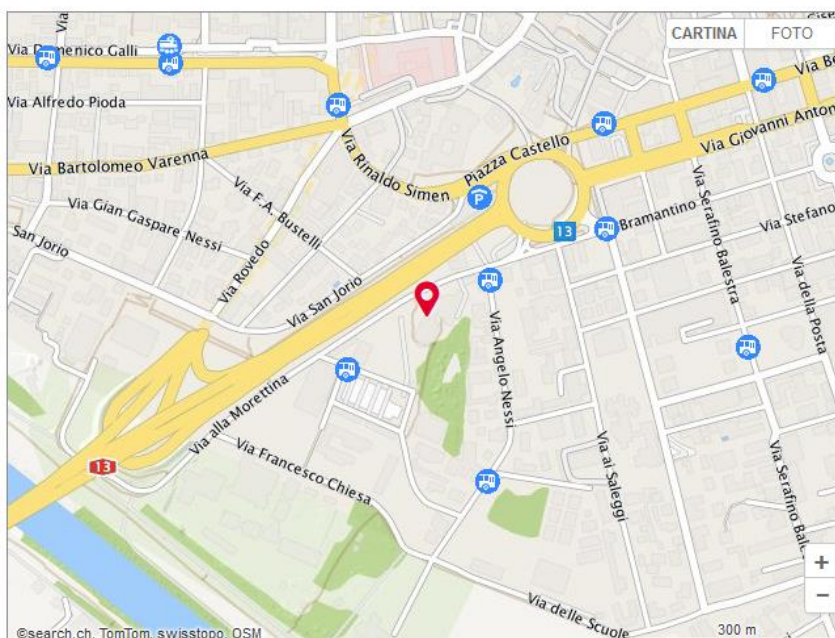 CARTINA
FOTO
Via Domenico Galli
Via Alfredo Pioda
Via Bartolomeo Varenna
Via Rinaldo Simen
Piazza Castello
Via Giovanni Anton
Via F.A. Bustelli
Via Gian Gaspare Nessi
San Jorio
Via Rovedo
Via San Jorio
P
13
Bramantino
Via Stefano
Via Serafino Balestra
Via della Posta
Via Angelo Nessi
Via alla Morettina
13
Via Francesco Chiesa
Via ai Saleggi
Via Serafino Bale
Via delle Scuole
+
−
300 m
©search.ch, TomTom, swisstopo, OSM